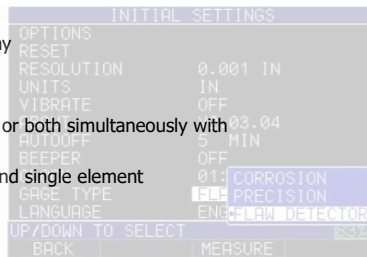 INITIAL SETTINGS
OPTIONS
RESET
RESOLUTION 0.001 IN
UNITS IN
VIBRATE OFF
or both simultaneously with
03.04
AUTOOFF 5 MIN
BEEPER OFF
nd single element
01:
CORROSION
GAGE TYPE
PRECISION
LANGUAGE ENG
FLAW DETECTOR
UP/DOWN TO SELECT 83%
BACK MEASURE